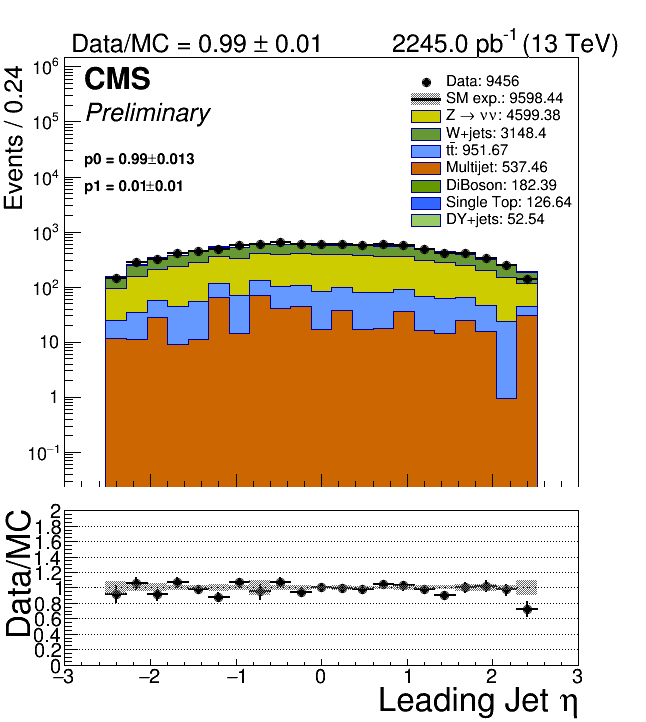 Data/MC = 0.99 ± 0.01 2245.0 pb⁻¹ (13 TeV)
CMS
Preliminary
p0 = 0.99±0.013
p1 = 0.01±0.01
Data: 9456
SM exp.: 9598.44
Z → νν: 4599.38
W+jets: 3148.4
tt̄: 951.67
Multijet: 537.46
DiBoson: 182.39
Single Top: 126.64
DY+jets: 52.54
Events / 0.24
10⁶
10⁵
10⁴
10³
10²
10
1
10⁻¹
Data/MC
2
1.8
1.6
1.4
1.2
1
0.8
0.6
0.4
0.2
0
−3 −2 −1 0 1 2 3
Leading Jet η